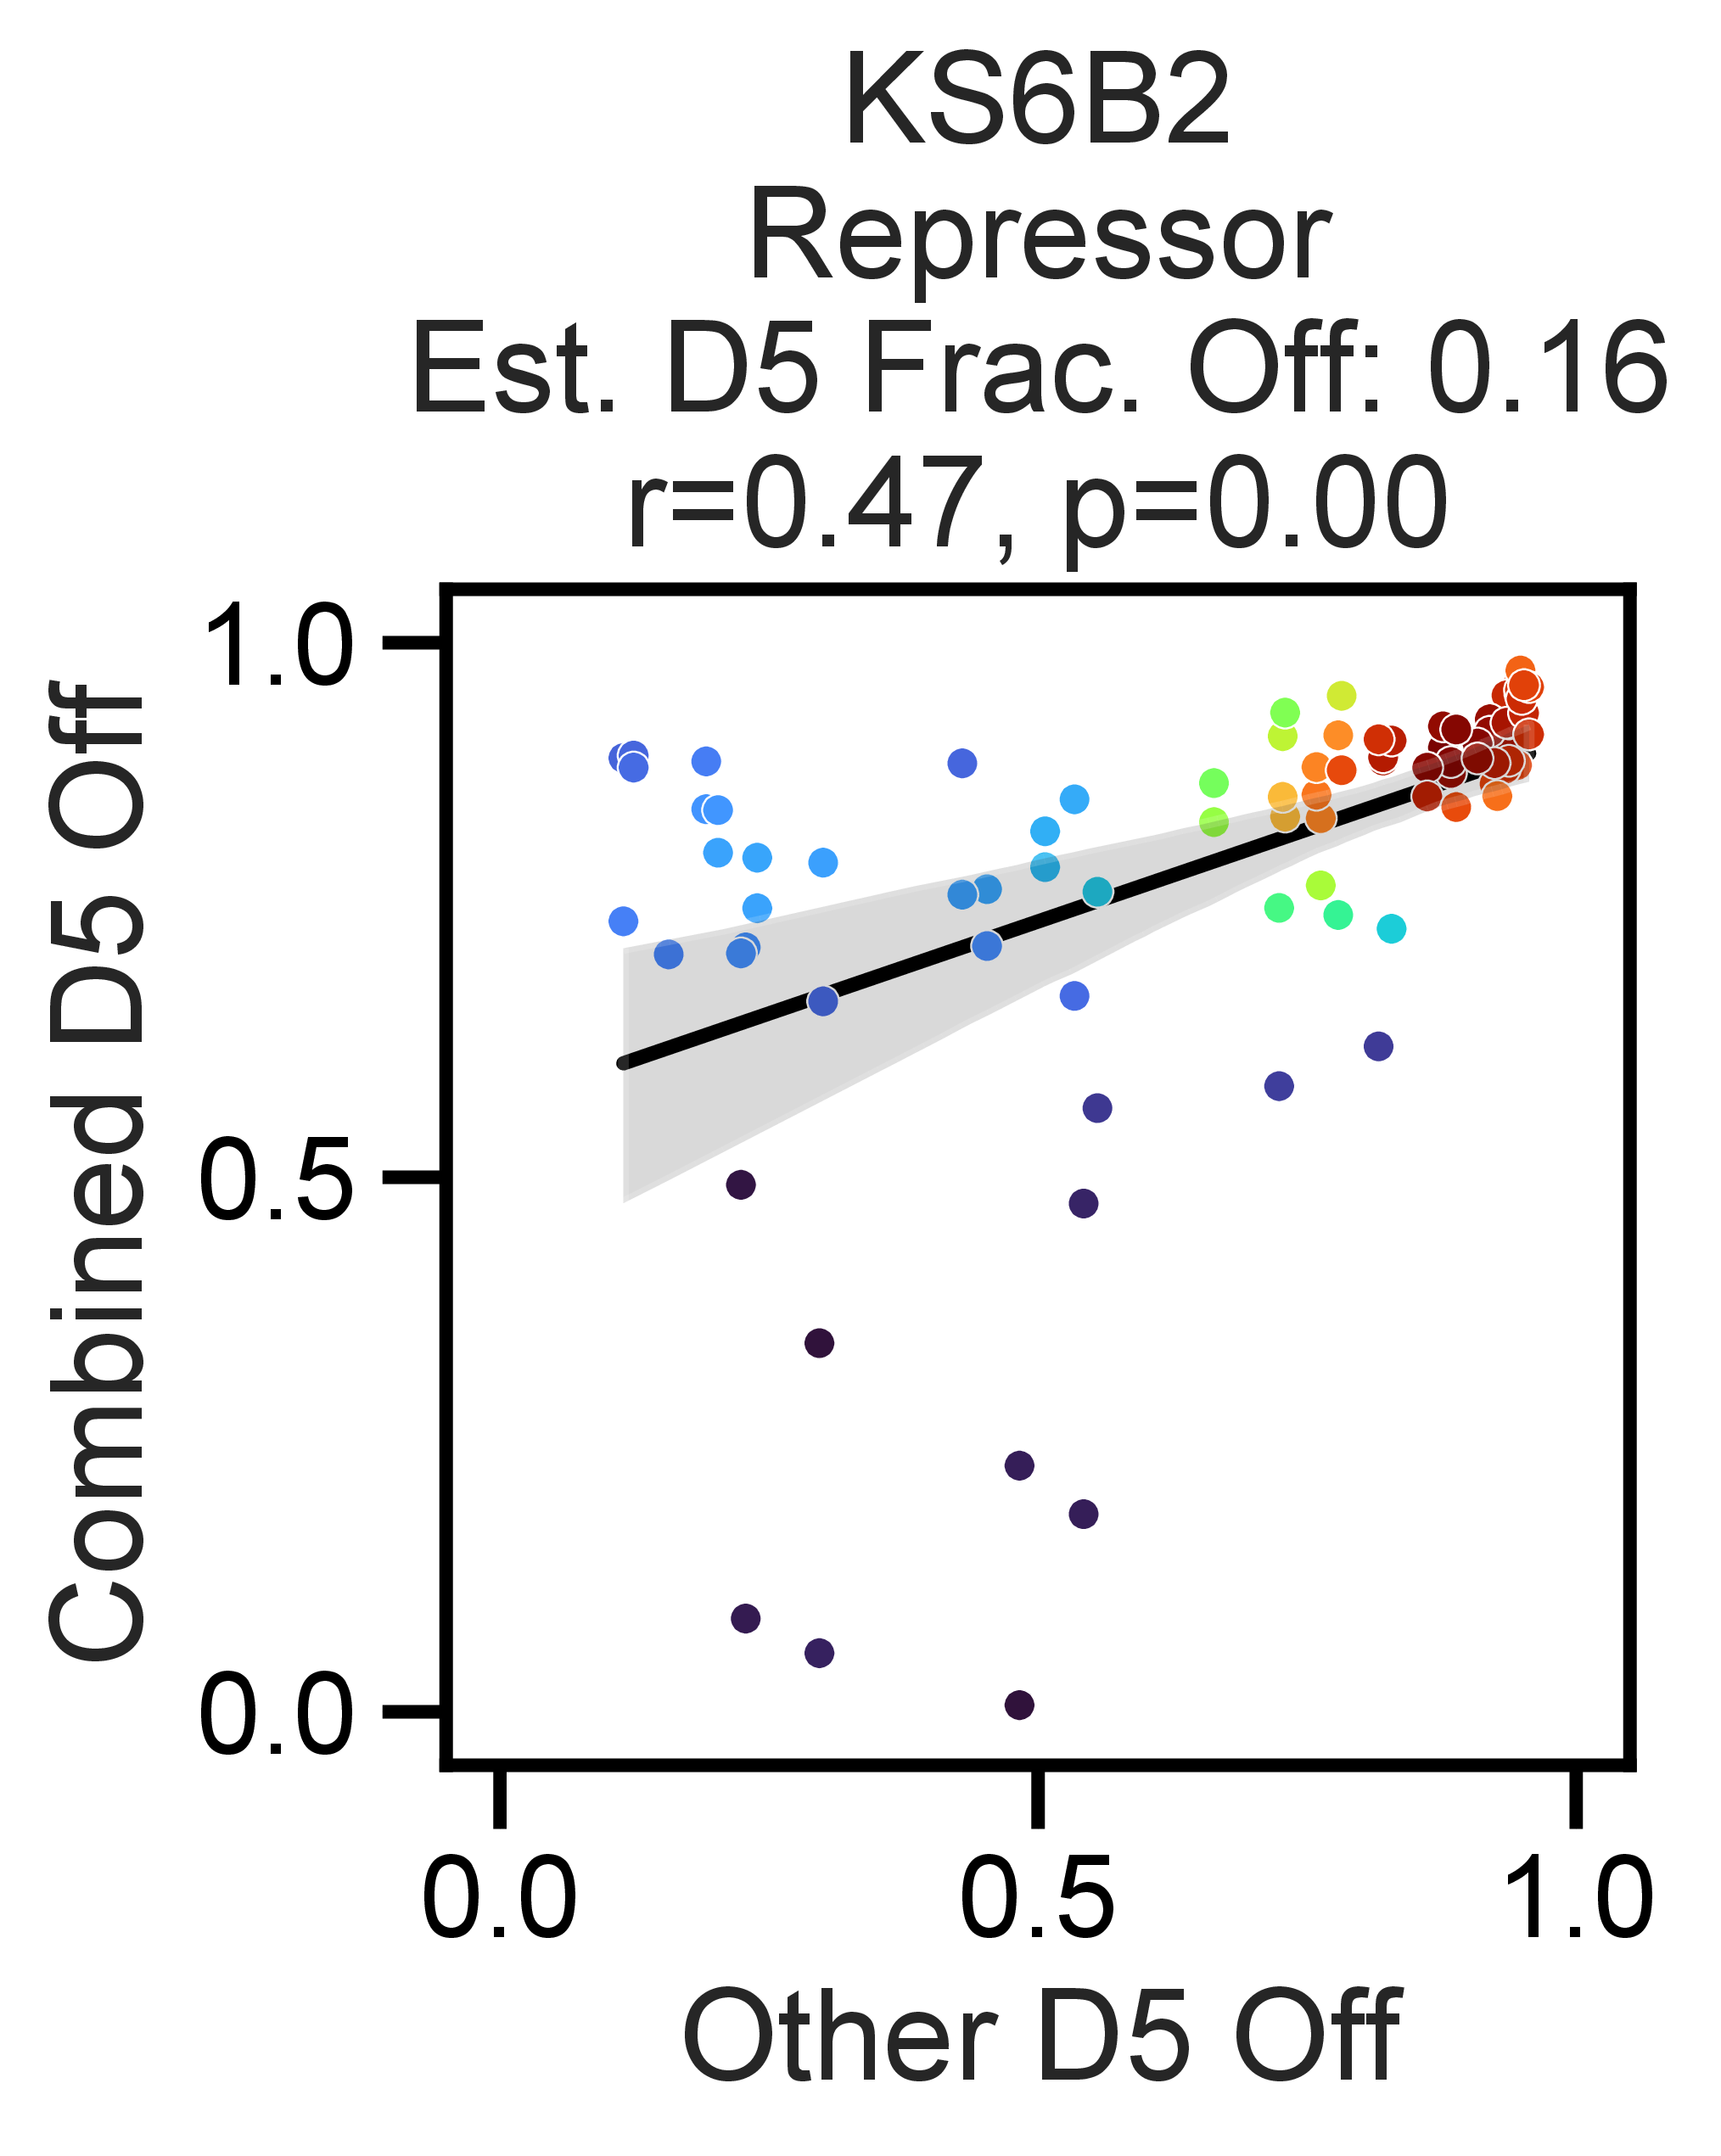 KS6B2
Repressor
Est. D5 Frac. Off: 0.16
r=0.47, p=0.00
1.0
0.5
0.0
Combined D5 Off
0.0 0.5 1.0
Other D5 Off